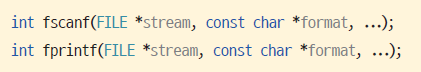 int fscanf(FILE *stream, const char *format, ...);
int fprintf(FILE *stream, const char *format, ...);